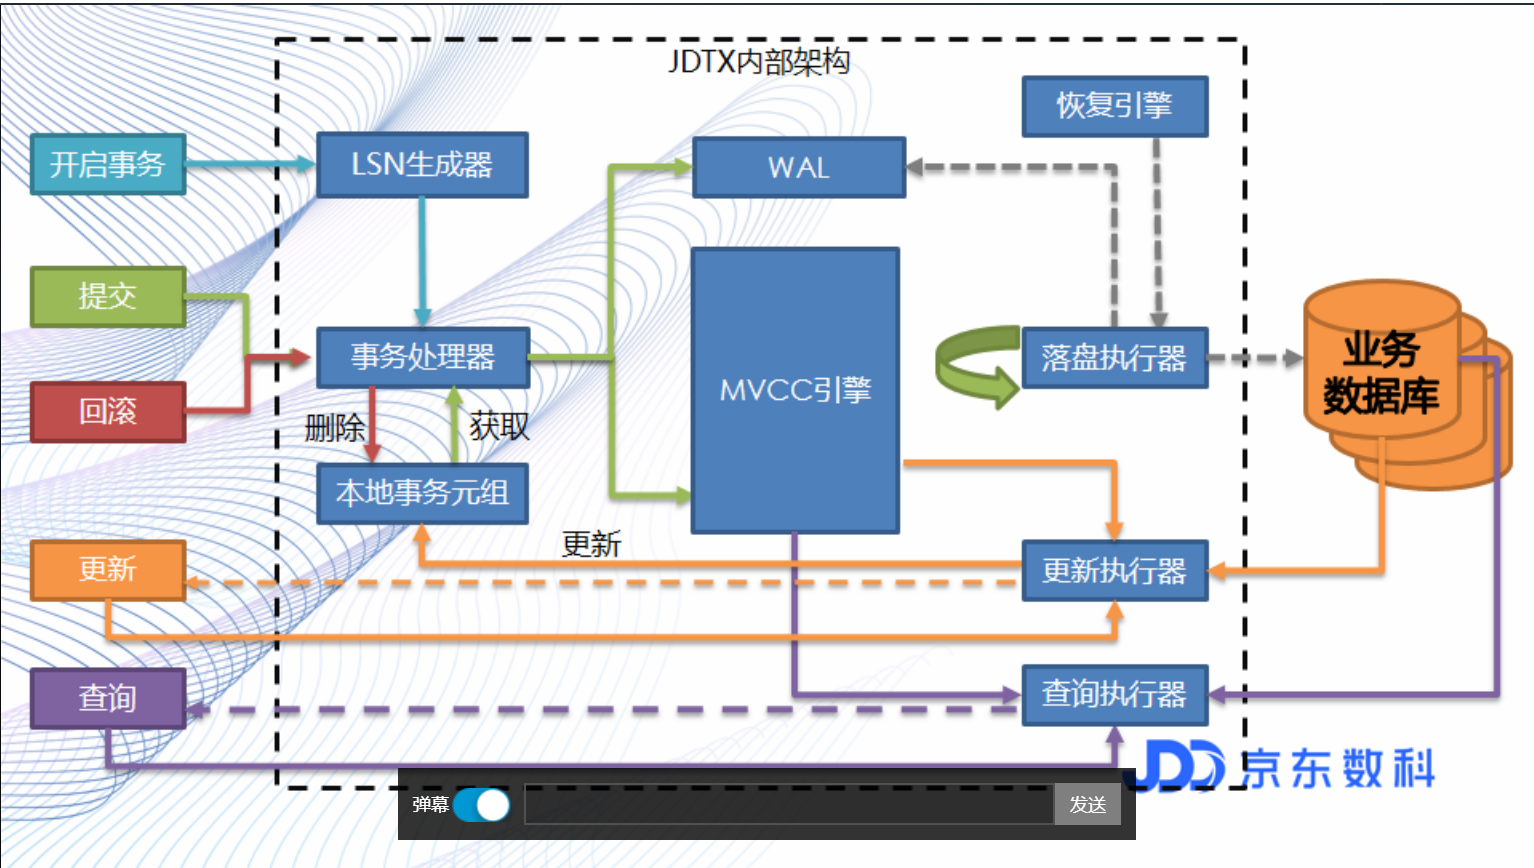 JDTX内部架构
恢复引擎
开启事务
LSN生成器
WAL
提交
事务处理器
MVCC引擎
落盘执行器
业务
数据库
回滚
删除
获取
本地事务元组
更新
更新
更新执行器
查询
查询执行器
JDD 京东数科
弹幕
发送